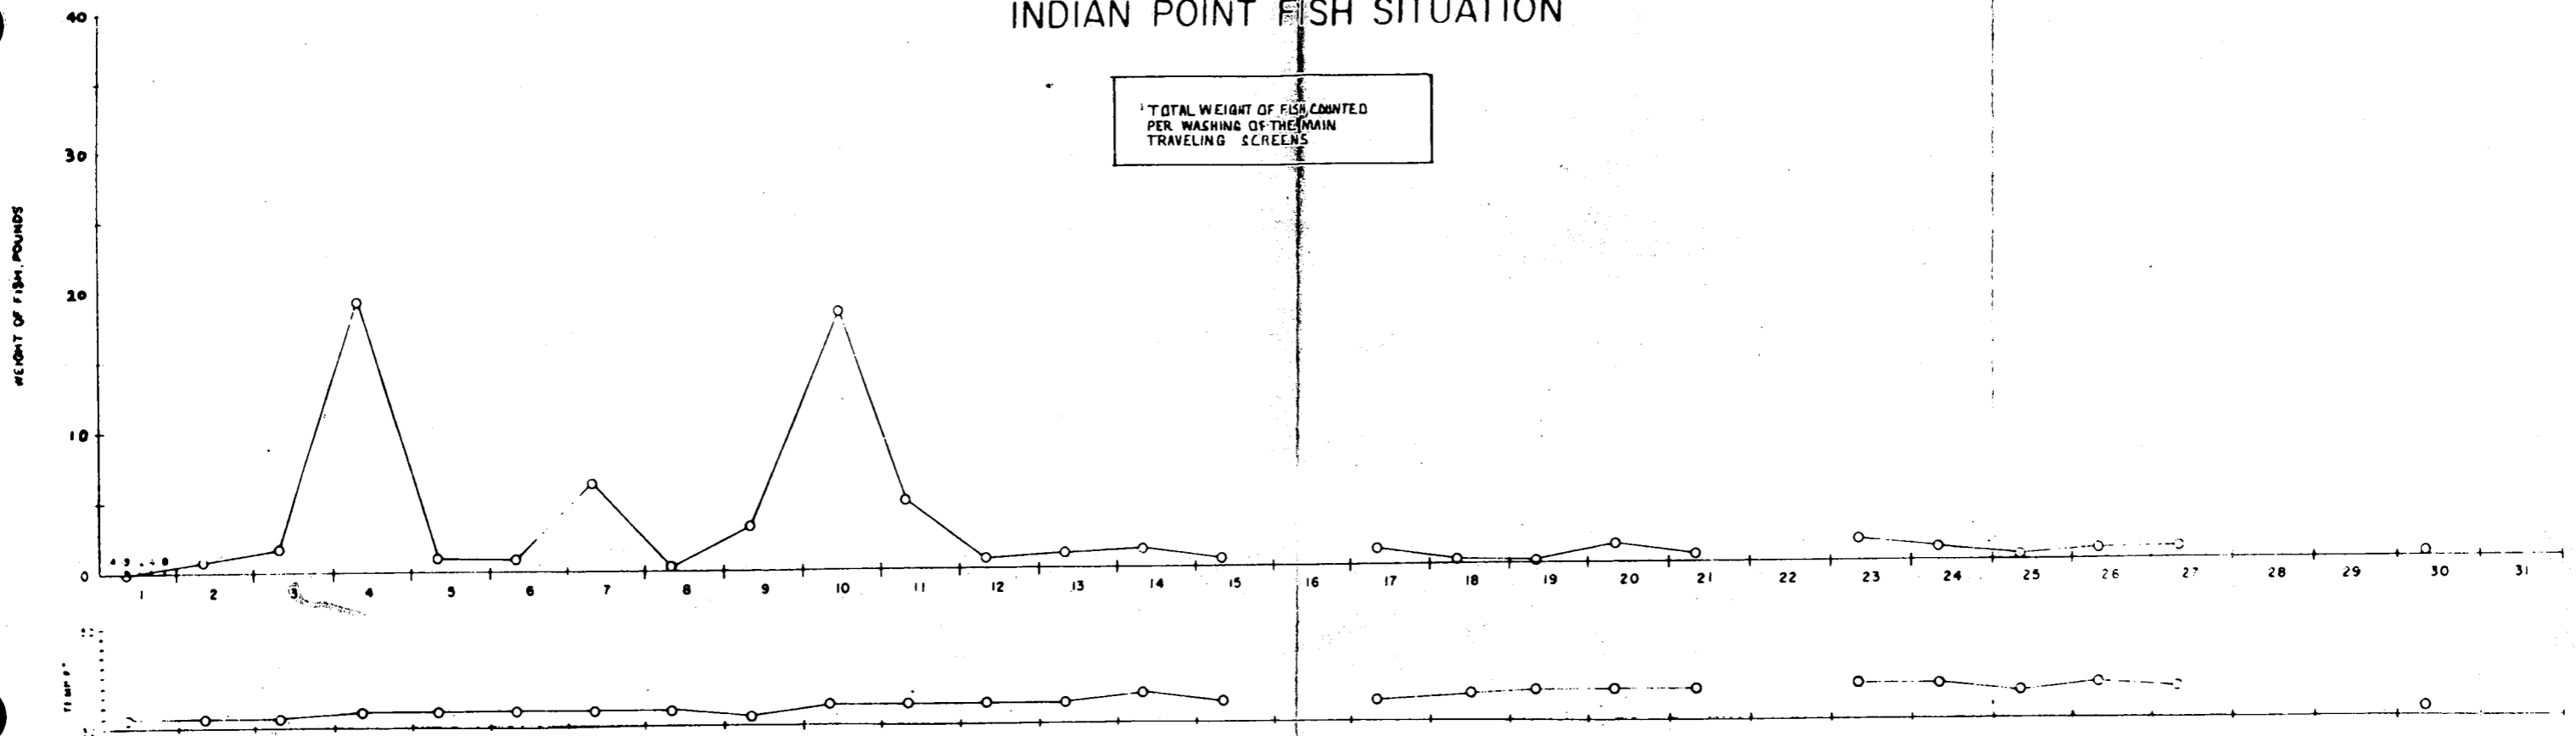 INDIAN POINT FISH SITUATION
40
TOTAL WEIGHT OF FISH COUNTED
PER WASHING OF THE MAIN
TRAVELING SCREENS
30
WEIGHT OF FISH, POUNDS
20
10
0
1 2 3 4 5 6 7 8 9 10 11 12 13 14 15 16 17 18 19 20 21 22 23 24 25 26 27 28 29 30 31